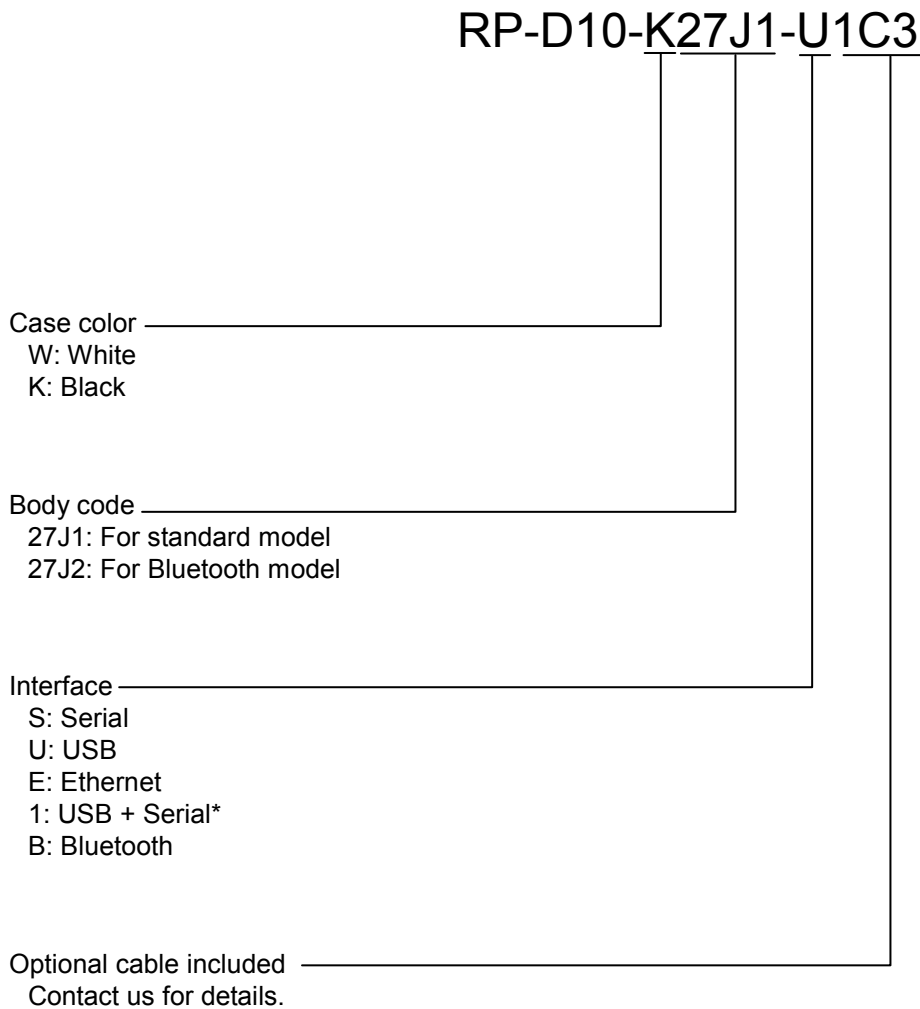 RP-D10-K27J1-U1C3
Case color
W: White
K: Black
Body code
27J1: For standard model
27J2: For Bluetooth model
Interface
S: Serial
U: USB
E: Ethernet
1: USB + Serial*
B: Bluetooth
Optional cable included
Contact us for details.